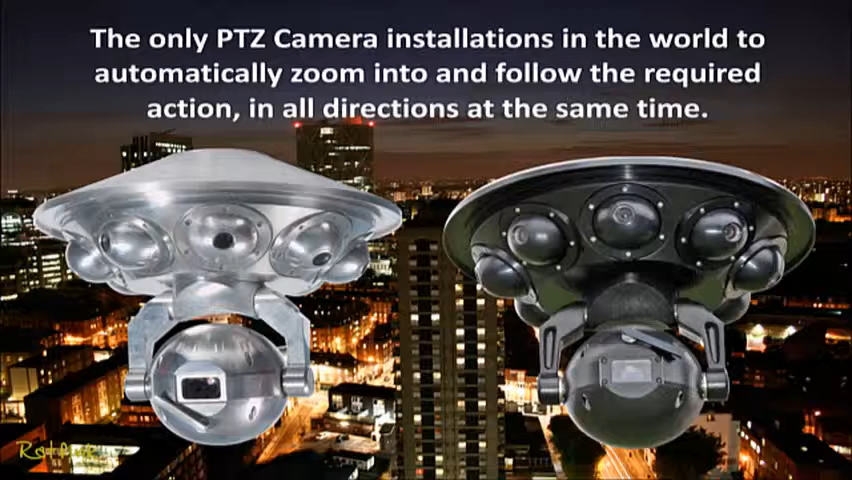 The only PTZ Camera installations in the world to
automatically zoom into and follow the required
action, in all directions at the same time.